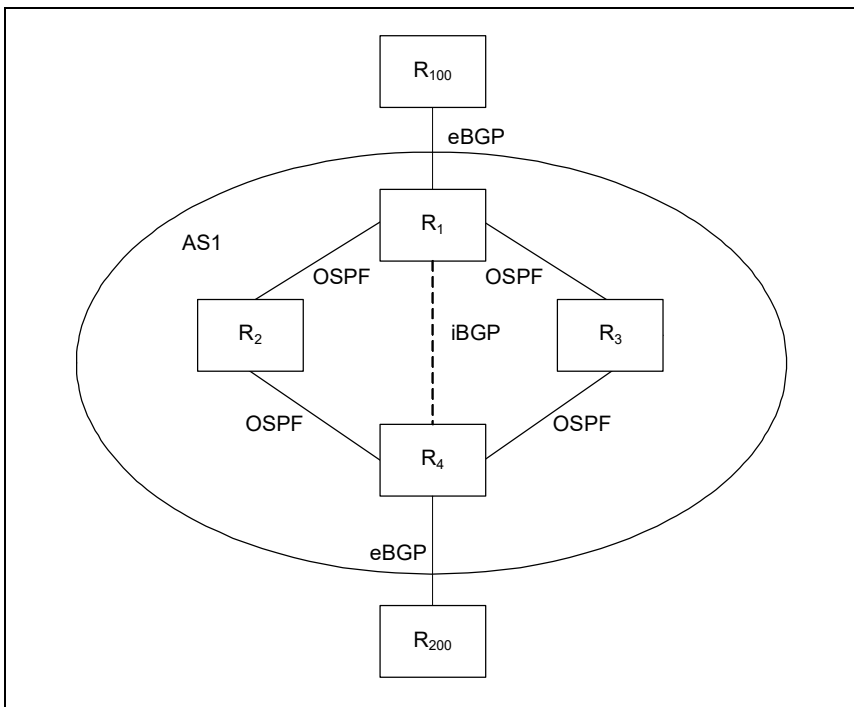 R100
eBGP
R1
AS1
OSPF
OSPF
R2
iBGP
R3
OSPF
OSPF
R4
eBGP
R200